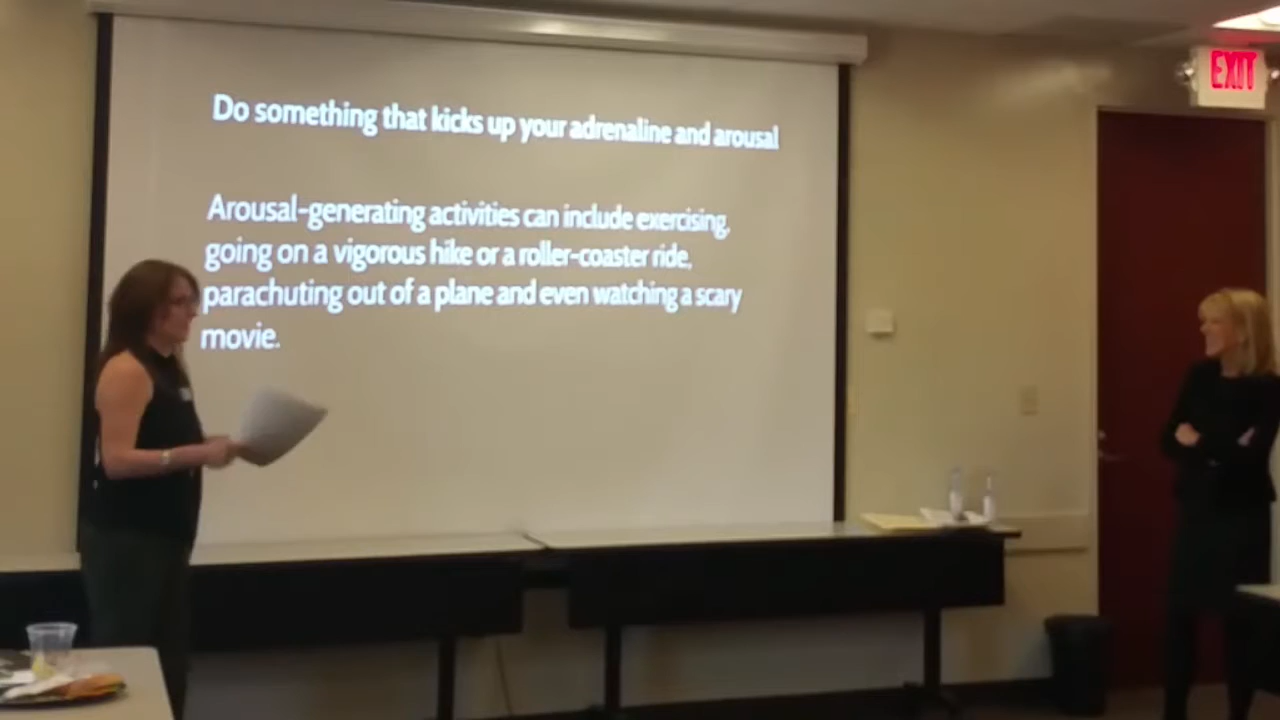 EXIT
Do something that kicks up your adrenaline and arousal
Arousal-generating activities can include exercising,
going on a vigorous hike or a roller-coaster ride,
parachuting out of a plane and even watching a scary
movie.